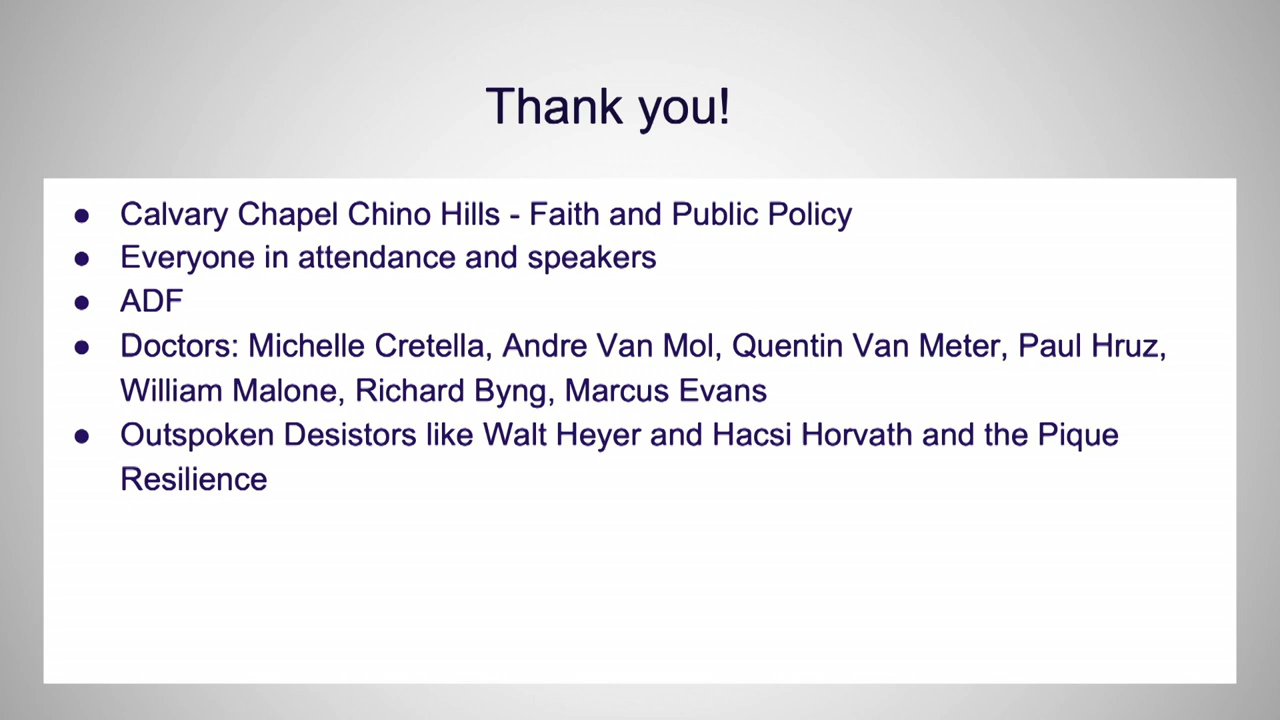 Thank you!
● Calvary Chapel Chino Hills - Faith and Public Policy
● Everyone in attendance and speakers
● ADF
● Doctors: Michelle Cretella, Andre Van Mol, Quentin Van Meter, Paul Hruz,
William Malone, Richard Byng, Marcus Evans
● Outspoken Desistors like Walt Heyer and Hacsi Horvath and the Pique
Resilience